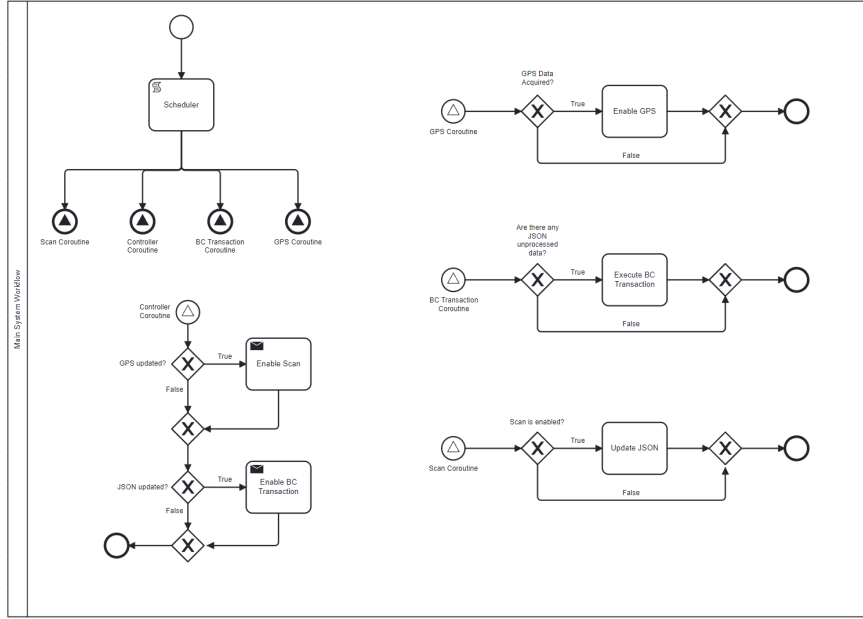 Main System Workflow
Scheduler
Scan Coroutine
Controller
Coroutine
BC Transaction
Coroutine
GPS Coroutine
Controller
Coroutine
GPS updated?
True
Enable Scan
False
JSON updated?
True
Enable BC
Transaction
False
GPS Data
Acquired?
GPS Coroutine
True
Enable GPS
False
Are there any
JSON
unprocessed
data?
BC Transaction
Coroutine
True
Execute BC
Transaction
False
Scan is enabled?
Scan Coroutine
True
Update JSON
False